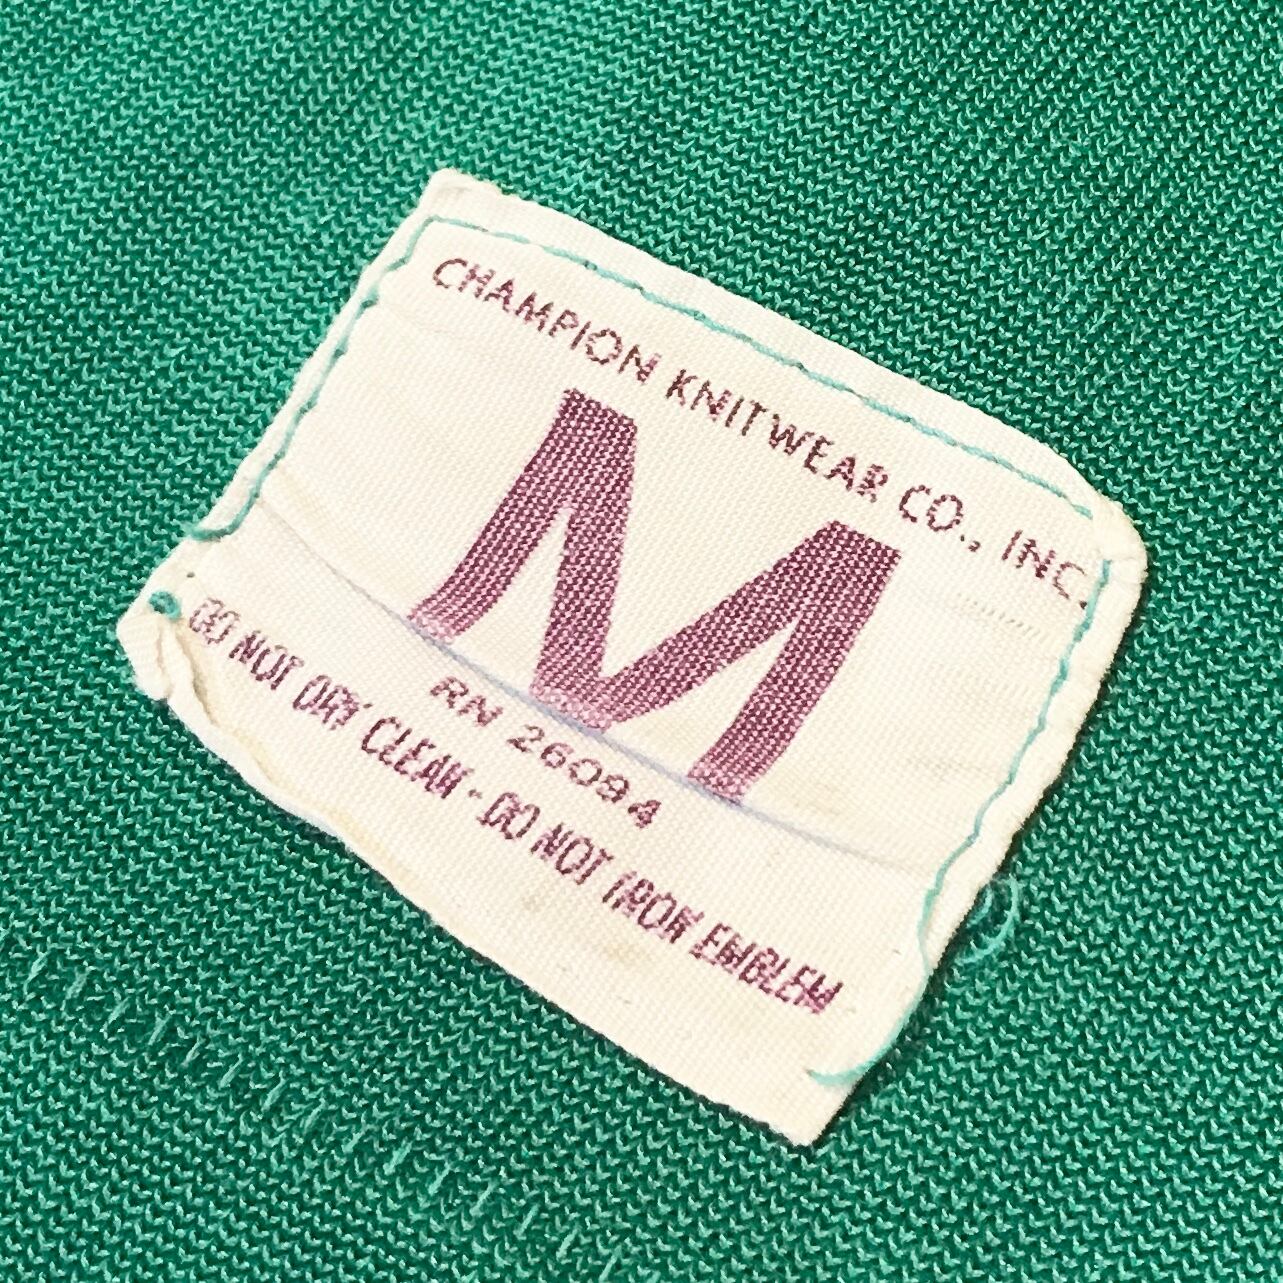 CHAMPION KNITWEAR CO., INC.
M
RN 26094
DO NOT DRY CLEAN - DO NOT IRON EMBLEM